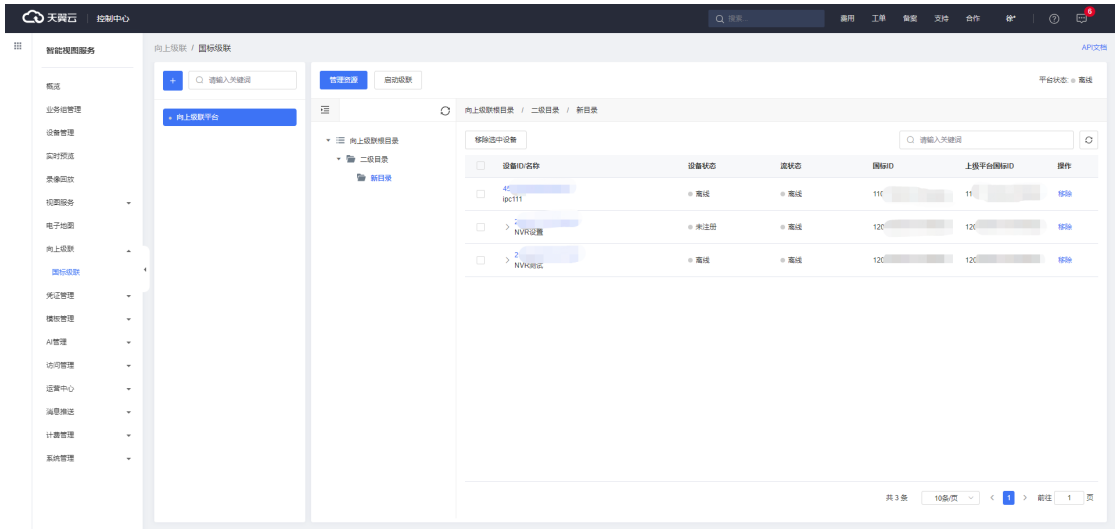 天翼云 控制中心 搜索... 费用 工单 备案 支持 合作 徐* 6
智能视图服务
向上级联 / 国标级联 API文档
概览
业务组管理
设备管理
实时预览
录像回放
视图服务
电子地图
向上级联
国标级联
凭证管理
模板管理
AI管理
访问管理
运营中心
消息推送
计费管理
系统管理
+ 请输入关键词
向上级联平台
管理资源 启动级联 平台状态: 离线
向上级联根目录
二级目录
新目录
向上级联根目录 / 二级目录 / 新目录
移除选中设备 请输入关键词
设备ID/名称 设备状态 流状态 国标ID 上级平台国标ID 操作
45 离线 离线 110 11 移除
ipc111
2 未注册 离线 120 120 移除
NVR设置
2 离线 离线 120 120 移除
NVR测试
共 3 条 10条/页 < 1 > 前往 1 页